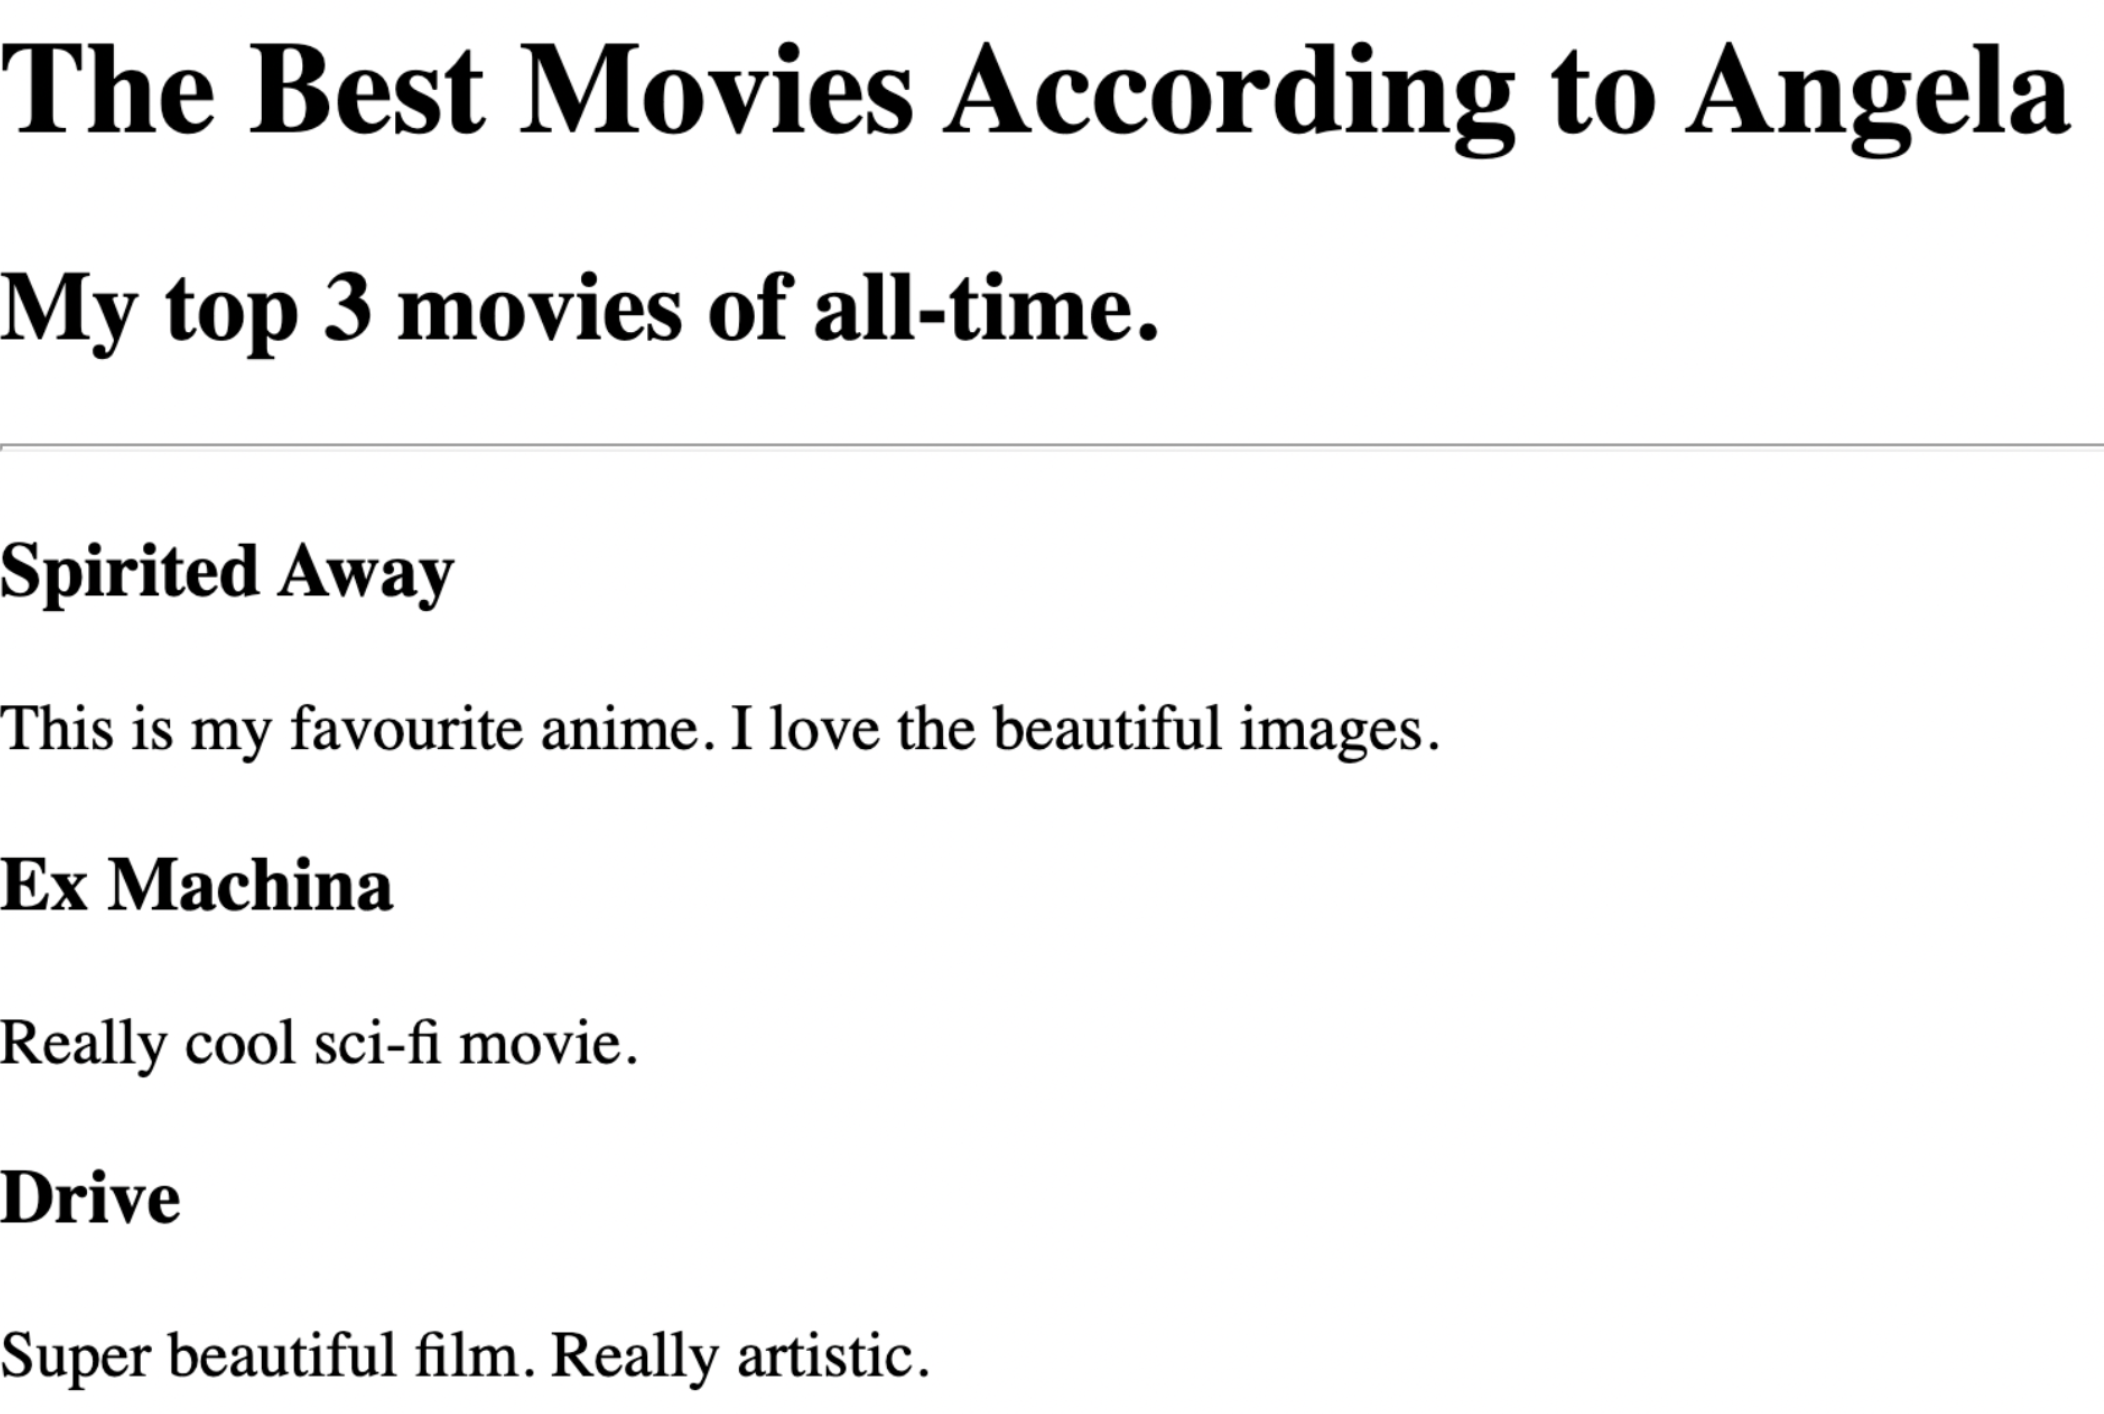 The Best Movies According to Angela
My top 3 movies of all-time.
Spirited Away
This is my favourite anime. I love the beautiful images.
Ex Machina
Really cool sci-fi movie.
Drive
Super beautiful film. Really artistic.